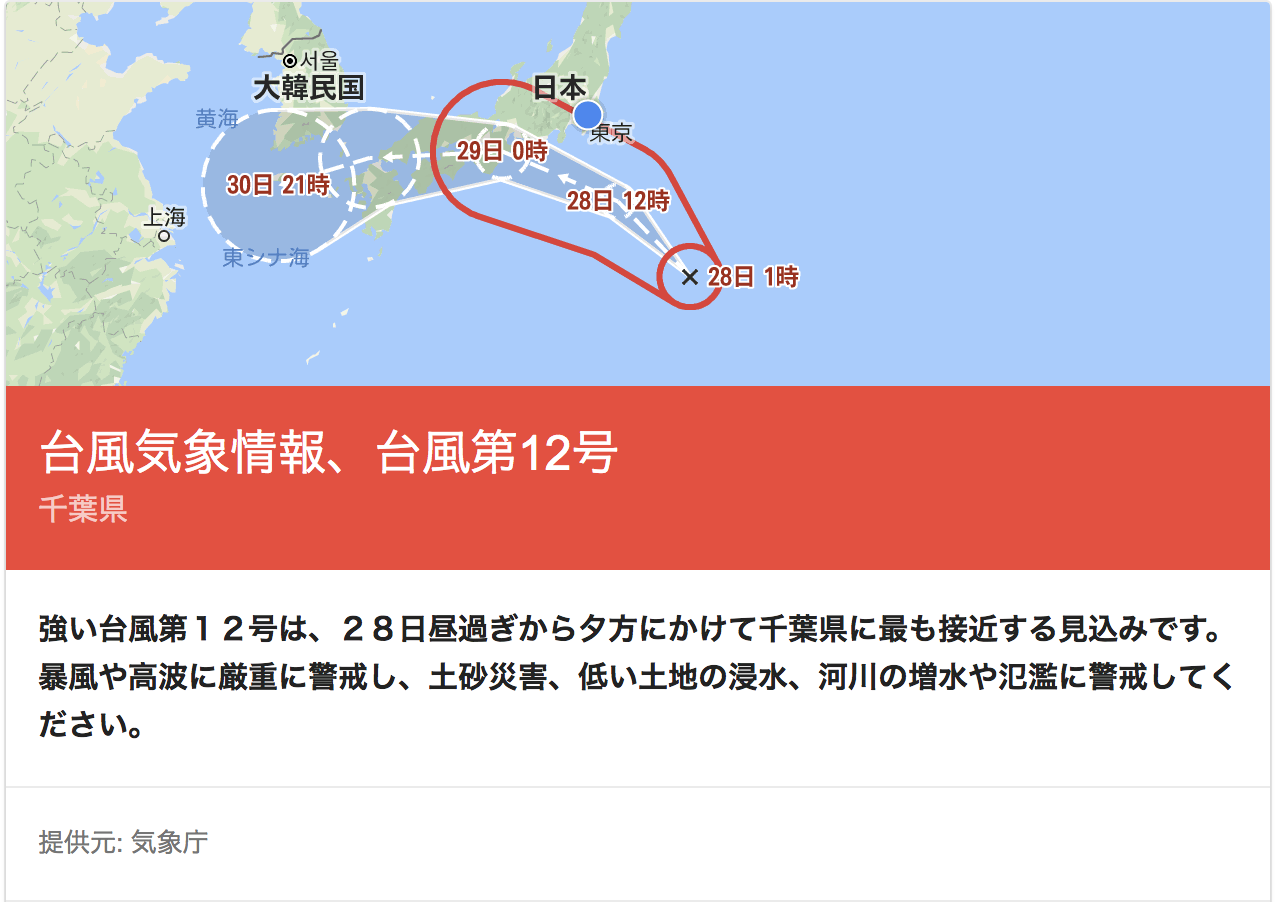 서울
大韓民国
日本
黄海
東京
29日 0時
30日 21時
28日 12時
上海
東シナ海
28日 1時
台風気象情報、台風第12号
千葉県
強い台風第１２号は、２８日昼過ぎから夕方にかけて千葉県に最も接近する見込みです。
暴風や高波に厳重に警戒し、土砂災害、低い土地の浸水、河川の増水や氾濫に警戒してく
ださい。
提供元: 気象庁